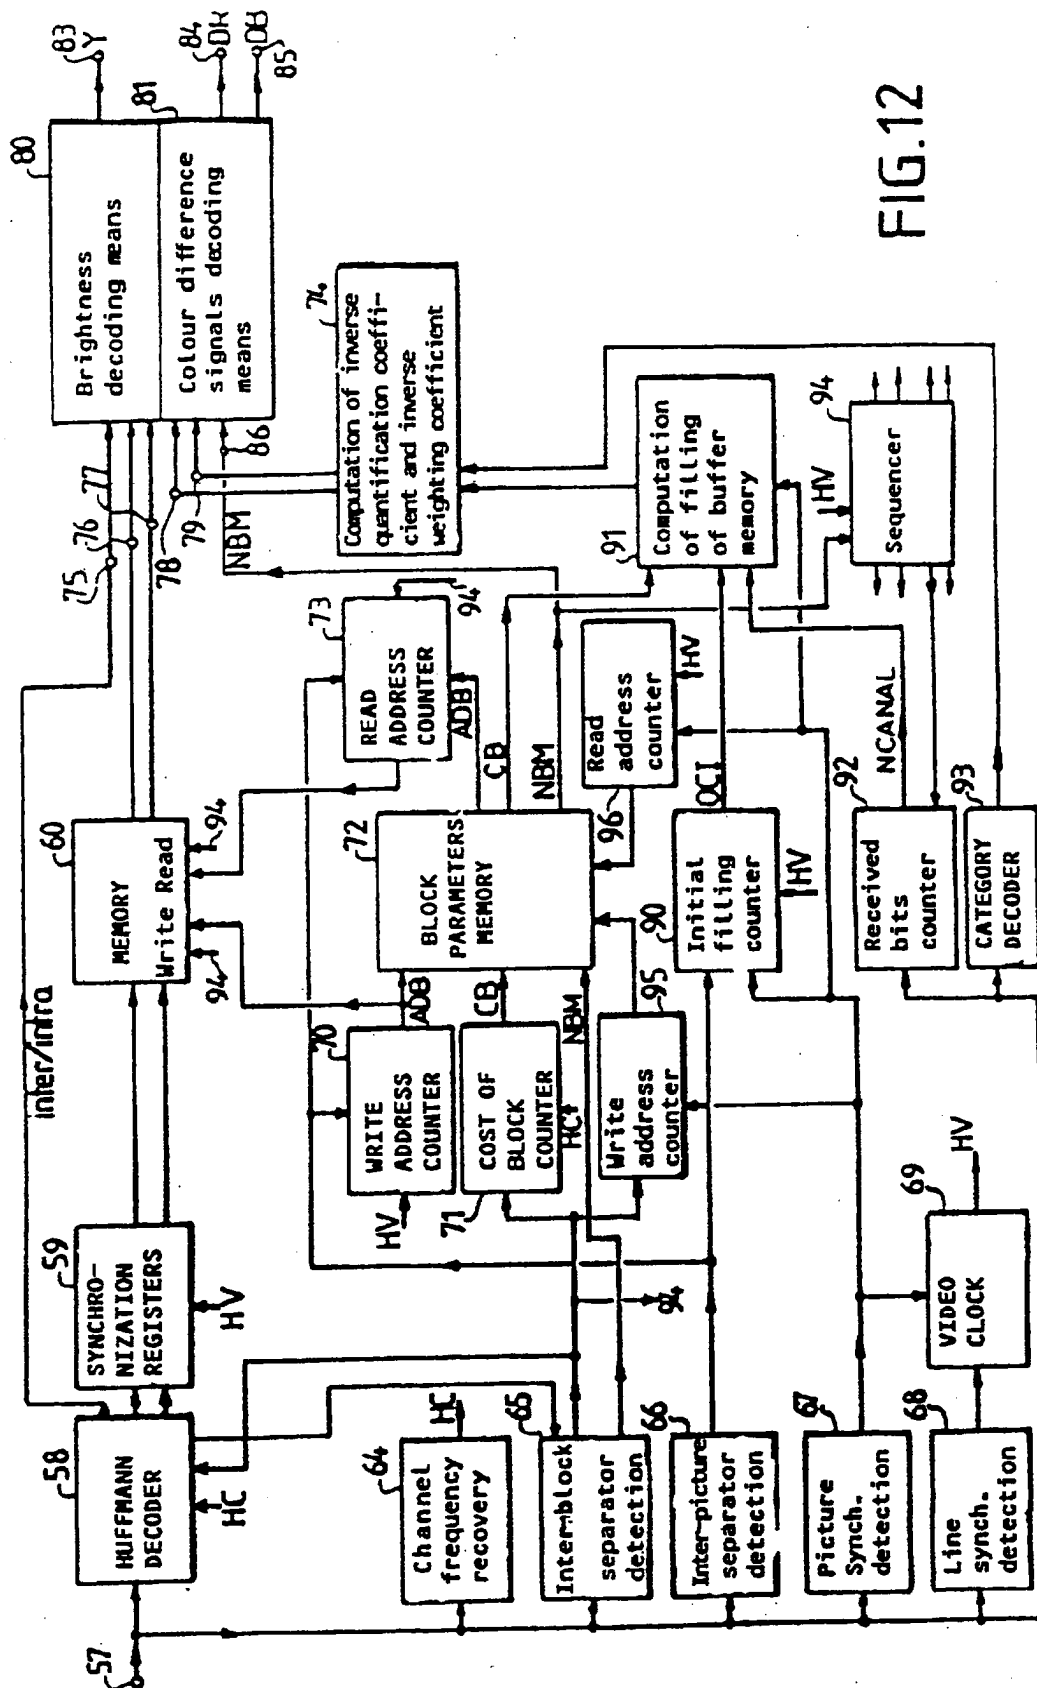 57
58
HUFFMANN
DECODER
HC
59
SYNCHRO-
NIZATION
REGISTERS
HV
inter/intra
60
MEMORY
Write Read
94
94
75
76
77
78
79
NBM
86
80
Brightness
decoding means
Colour difference
signals decoding
means
81
83
Y
84
DR
DB
85
64
Channel
frequency
recovery
HC
65
Inter-block
separator
detection
66
Inter-picture
separator
detection
67
Picture
Synch.
detection
68
Line
synch.
detection
69
VIDEO
CLOCK
HV
94
70
WRITE
ADDRESS
COUNTER
HV
ADB
71
COST OF
BLOCK
COUNTER
HC
CB
NBM
95
Write
address
counter
72
BLOCK
PARAMETERS
MEMORY
ADB
CB
NBM
73
READ
ADDRESS
COUNTER
94
74
Computation of inverse
quantification coeffi-
cient and inverse
weighting coefficient
96
Read
address
counter
HV
90
Initial
filling
counter
HV
OCI
91
Computation
of filling
of buffer
memory
92
Received
bits
counter
NCANAL
93
CATEGORY
DECODER
94
HV
Sequencer
FIG.12